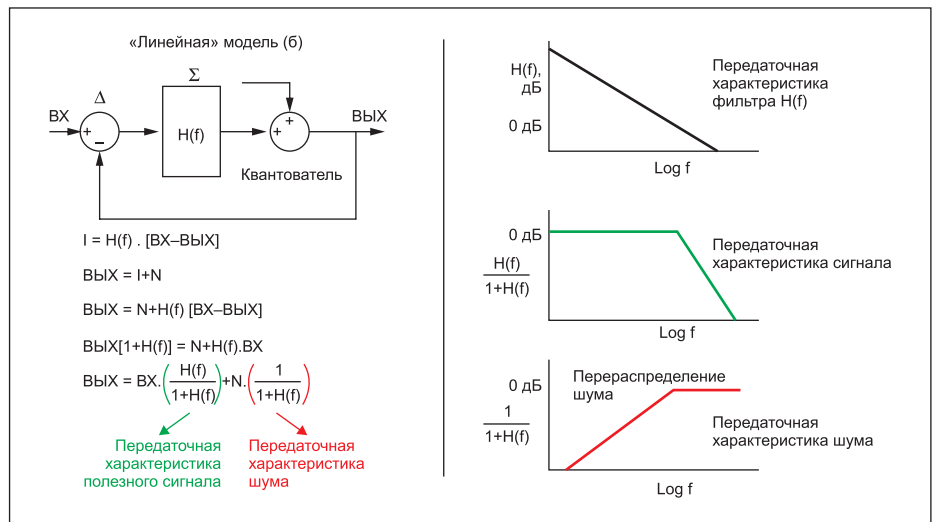 «Линейная» модель (б)
Δ
Σ
ВХ
+
−
H(f)
+
+
ВЫХ
Квантователь
I = H(f) . [ВХ–ВЫХ]
ВЫХ = I+N
ВЫХ = N+H(f) [ВХ–ВЫХ]
ВЫХ[1+H(f)] = N+H(f).ВХ
ВЫХ = ВХ.(H(f)/1+H(f))+N.(1/1+H(f))
Передаточная
характеристика
полезного сигнала
Передаточная
характеристика
шума
H(f),
дБ
0 дБ
Передаточная
характеристика
фильтра H(f)
Log f
0 дБ
H(f)
1+H(f)
Передаточная
характеристика сигнала
Log f
0 дБ
1
1+H(f)
Перераспределение
шума
Передаточная
характеристика шума
Log f